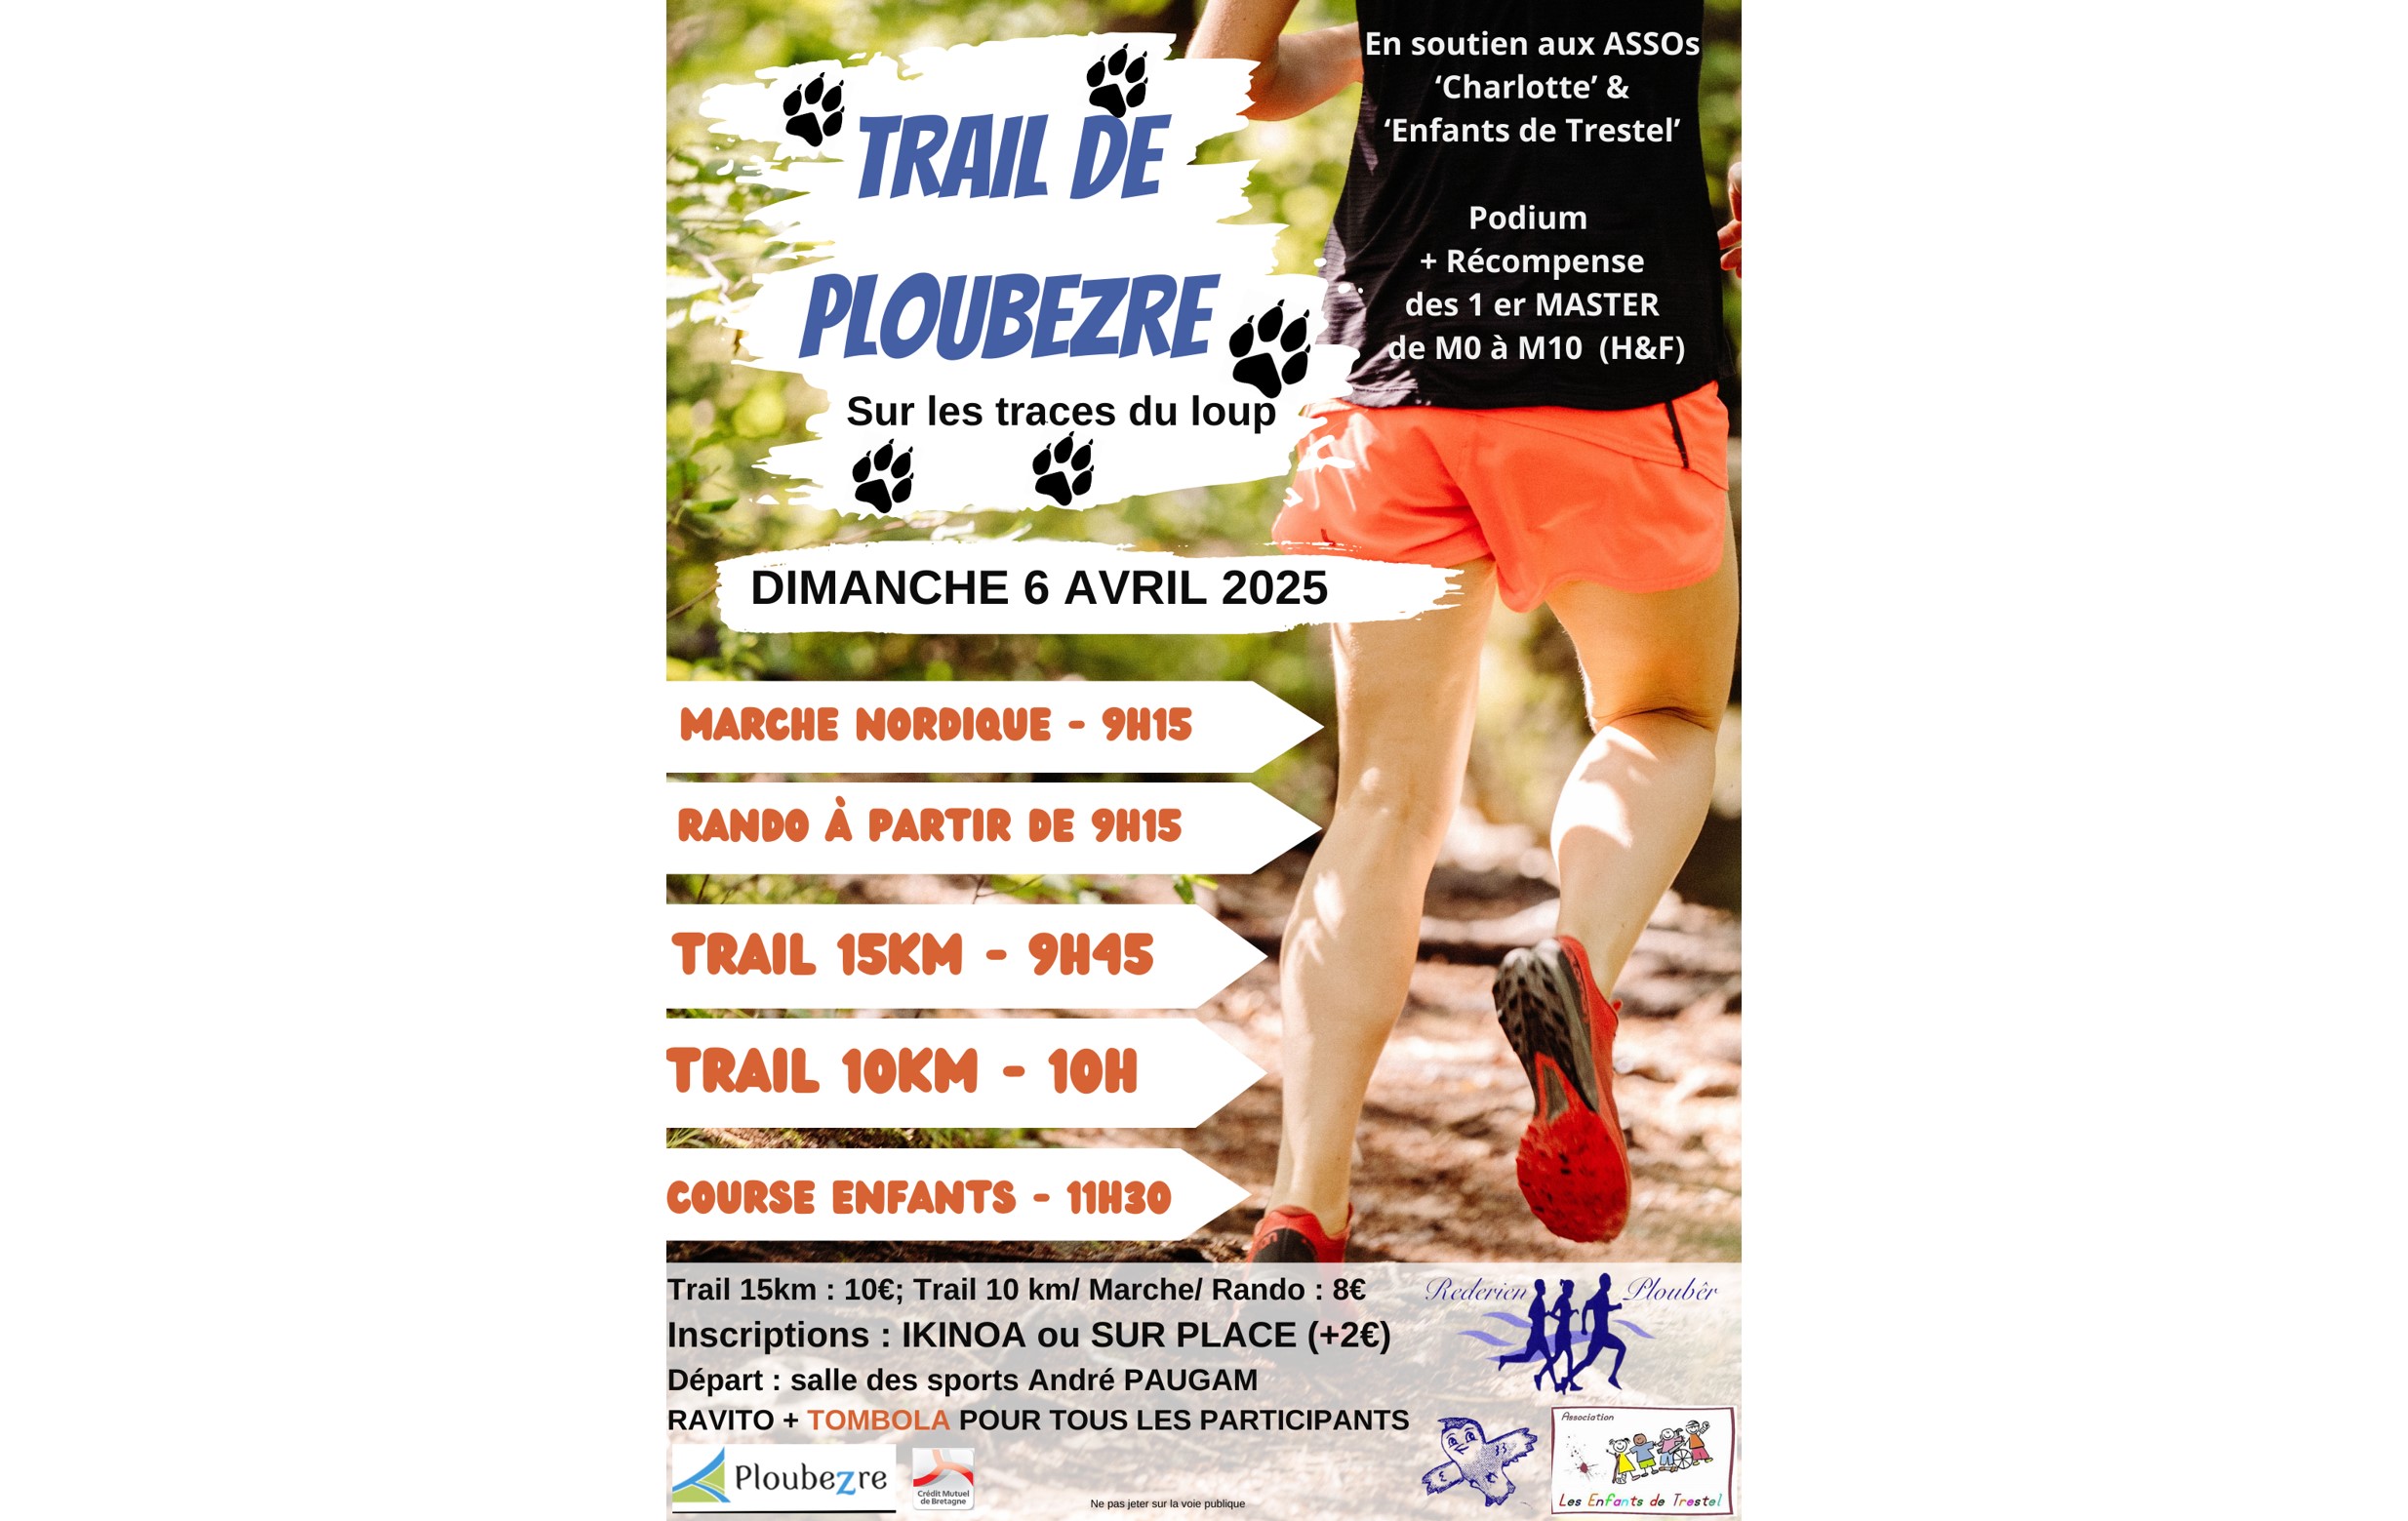 En soutien aux ASSOs
‘Charlotte’ &
‘Enfants de Trestel’
Podium
+ Récompense
des 1 er MASTER
de M0 à M10 (H&F)
TRAIL DE
PLOUBEZRE
Sur les traces du loup
DIMANCHE 6 AVRIL 2025
MARCHE NORDIQUE - 9H15
RANDO À PARTIR DE 9H15
TRAIL 15KM - 9H45
TRAIL 10KM - 10H
COURSE ENFANTS - 11H30
Trail 15km : 10€; Trail 10 km/ Marche/ Rando : 8€
Inscriptions : IKINOA ou SUR PLACE (+2€)
Départ : salle des sports André PAUGAM
RAVITO + TOMBOLA POUR TOUS LES PARTICIPANTS
Rederien Ploubêr
Ploubezre
Crédit Mutuel
de Bretagne
Ne pas jeter sur la voie publique
Association
Les Enfants de Trestel